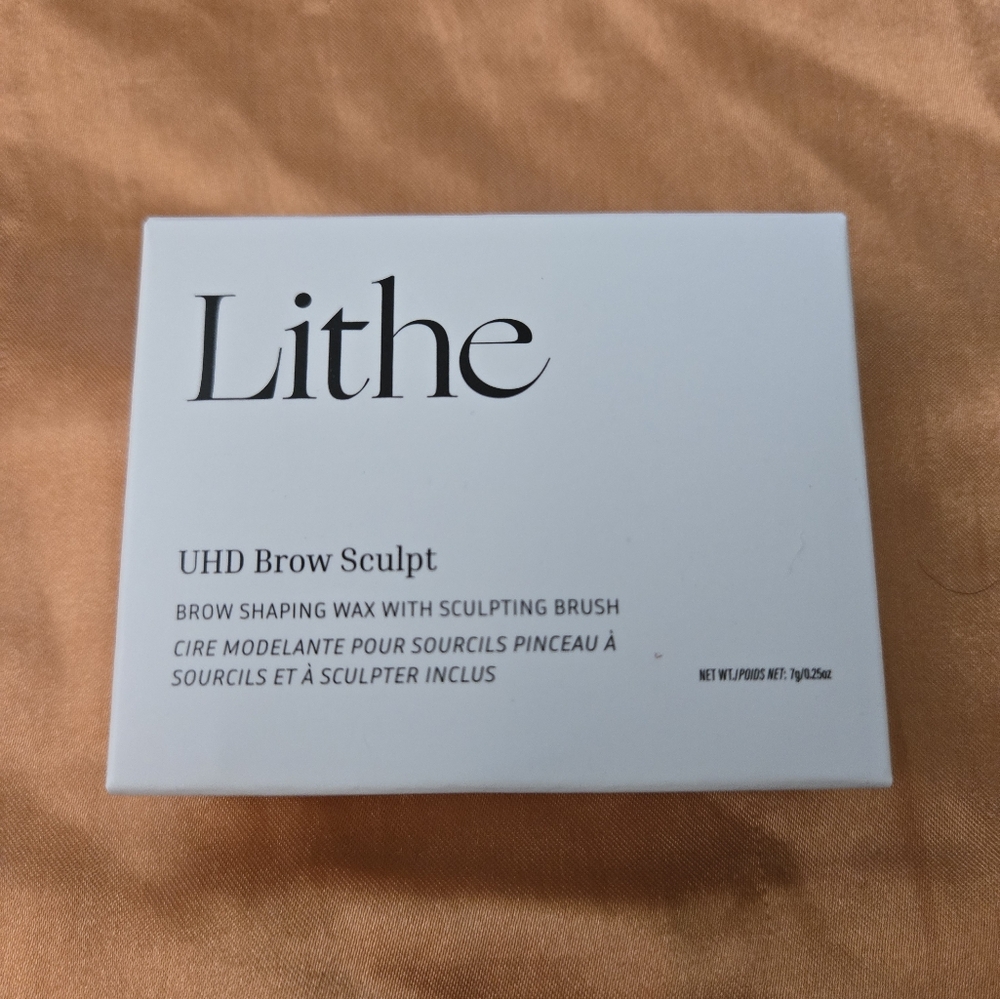 Lithe
UHD Brow Sculpt
BROW SHAPING WAX WITH SCULPTING BRUSH
CIRE MODELANTE POUR SOURCILS PINCEAU À
SOURCILS ET À SCULPTER INCLUS
NET WT./POIDS NET: 7g/0.25oz